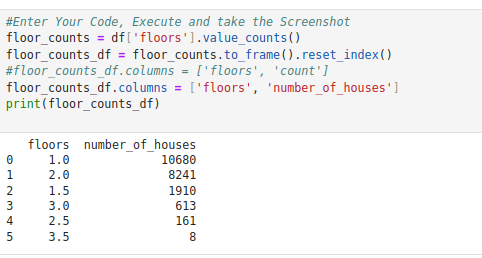 #Enter Your Code, Execute and take the Screenshot
floor_counts = df['floors'].value_counts()
floor_counts_df = floor_counts.to_frame().reset_index()
#floor_counts_df.columns = ['floors', 'count']
floor_counts_df.columns = ['floors', 'number_of_houses']
print(floor_counts_df)
floors number_of_houses
0 1.0 10680
1 2.0 8241
2 1.5 1910
3 3.0 613
4 2.5 161
5 3.5 8